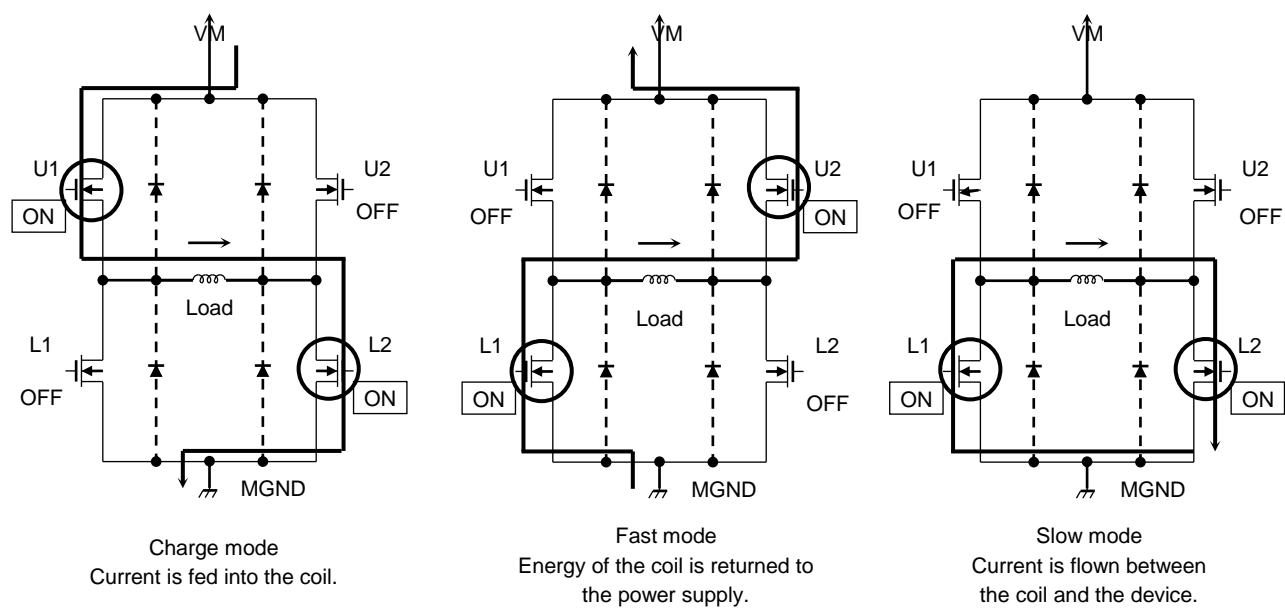 VM
U1
U2
ON
OFF
Load
L1
L2
OFF
ON
MGND
Charge mode
Current is fed into the coil.
VM
U1
U2
OFF
ON
Load
L1
L2
ON
OFF
MGND
Fast mode
Energy of the coil is returned to
the power supply.
VM
U1
U2
OFF
OFF
Load
L1
L2
ON
ON
MGND
Slow mode
Current is flown between
the coil and the device.